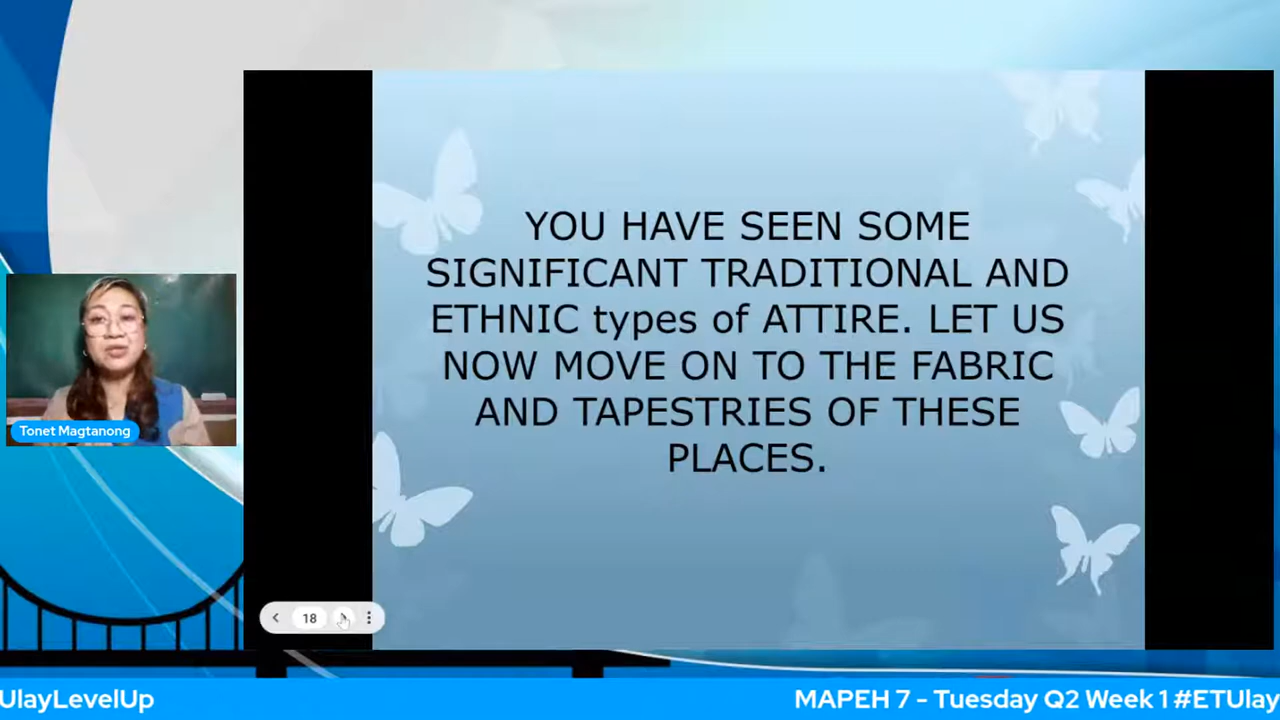 YOU HAVE SEEN SOME
SIGNIFICANT TRADITIONAL AND
ETHNIC types of ATTIRE. LET US
NOW MOVE ON TO THE FABRIC
AND TAPESTRIES OF THESE
PLACES.
Tonet Magtanong
18
UlayLevelUp
MAPEH 7 - Tuesday Q2 Week 1 #ETUlay